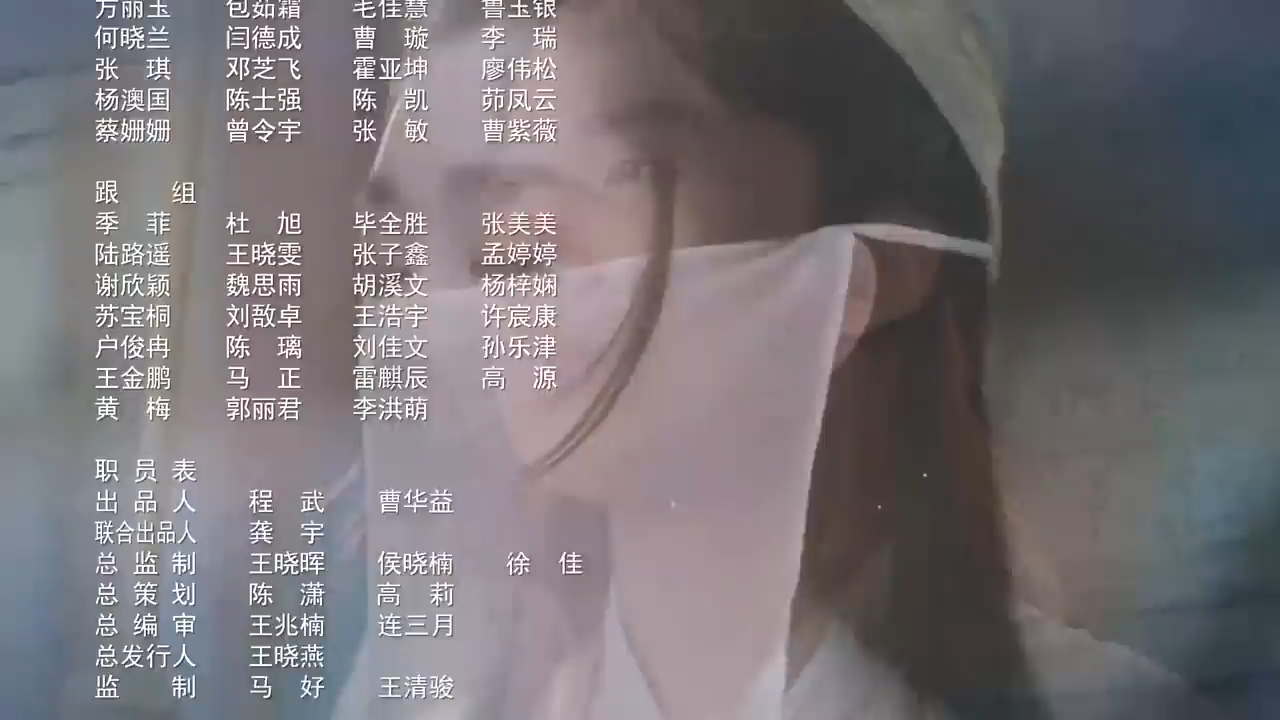 方丽玉 包茹霜 毛佳慧 鲁玉银
何晓兰 闫德成 曹 璇 李 瑞
张 琪 邓芝飞 霍亚坤 廖伟松
杨澳国 陈士强 陈 凯 茆凤云
蔡姗姗 曾令宇 张 敏 曹紫薇
跟 组
季 菲 杜 旭 毕全胜 张美美
陆路遥 王晓雯 张子鑫 孟婷婷
谢欣颖 魏思雨 胡溪文 杨梓娴
苏宝桐 刘敔卓 王浩宇 许宸康
户俊冉 陈 璃 刘佳文 孙乐津
王金鹏 马 正 雷麒辰 高 源
黄 梅 郭丽君 李洪萌
职 员 表
出 品 人 程 武 曹华益
联合出品人 龚 宇
总 监 制 王晓晖 侯晓楠 徐 佳
总 策 划 陈 潇 高 莉
总 编 审 王兆楠 连三月
总发行人 王晓燕
监 制 马 好 王清骏